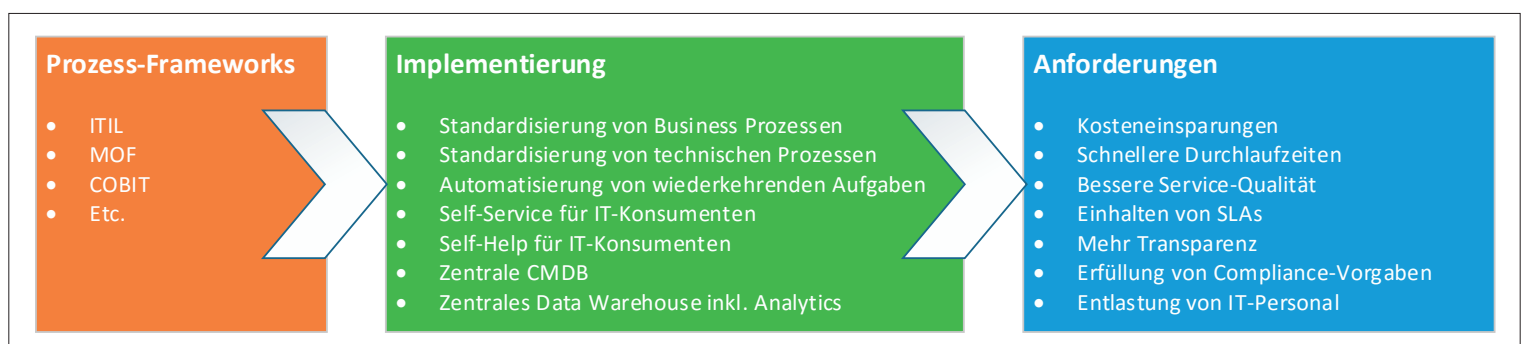 Prozess-Frameworks
• ITIL
• MOF
• COBIT
• Etc.
Implementierung
• Standardisierung von Business Prozessen
• Standardisierung von technischen Prozessen
• Automatisierung von wiederkehrenden Aufgaben
• Self-Service für IT-Konsumenten
• Self-Help für IT-Konsumenten
• Zentrale CMDB
• Zentrales Data Warehouse inkl. Analytics
Anforderungen
• Kosteneinsparungen
• Schnellere Durchlaufzeiten
• Bessere Service-Qualität
• Einhalten von SLAs
• Mehr Transparenz
• Erfüllung von Compliance-Vorgaben
• Entlastung von IT-Personal